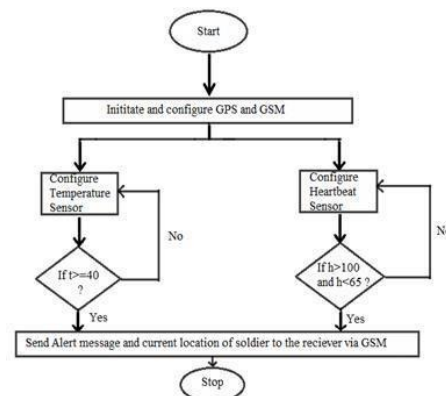 Start
Inititate and configure GPS and GSM
Configure
Temperature
Sensor
Configure
Heartbeat
Sensor
No
No
If t>=40
?
If h>100
and h<65 ?
Yes
Yes
Send Alert message and current location of soldier to the reciever via GSM
Stop